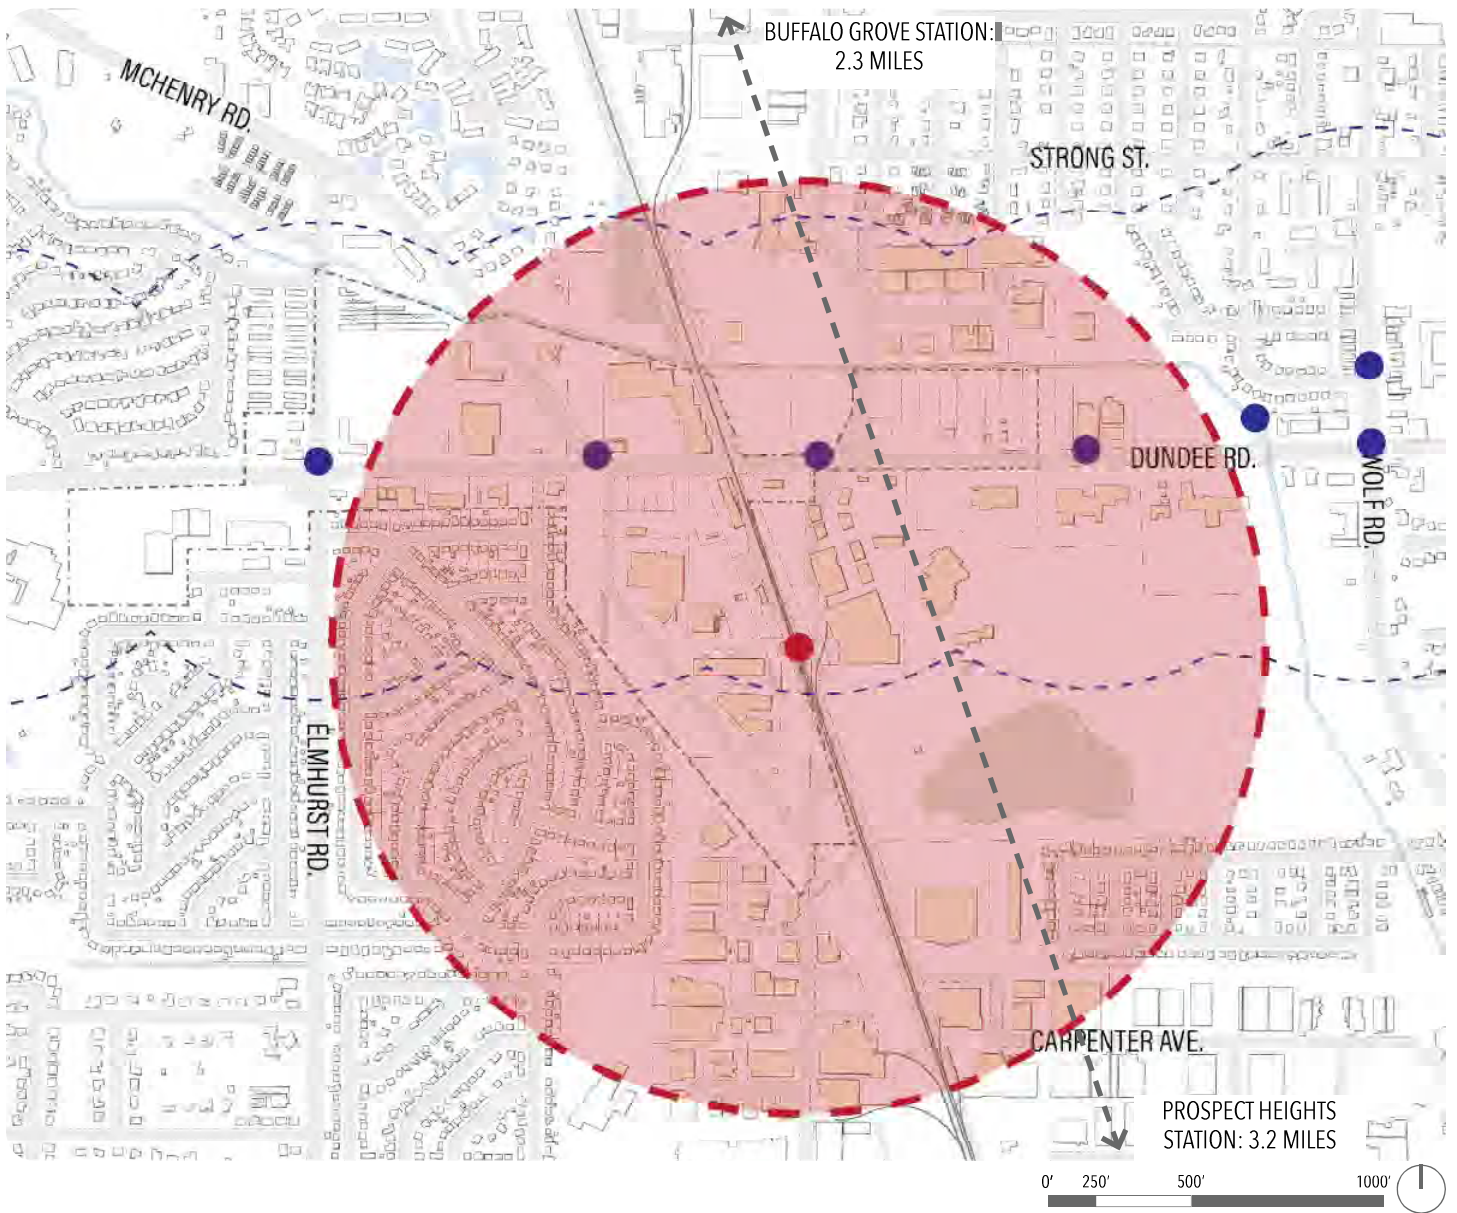 BUFFALO GROVE STATION:
2.3 MILES
MCHENRY RD.
STRONG ST.
DUNDEE RD.
WOLF RD.
ELMHURST RD.
CARPENTER AVE.
PROSPECT HEIGHTS
STATION: 3.2 MILES
0' 250' 500' 1000'